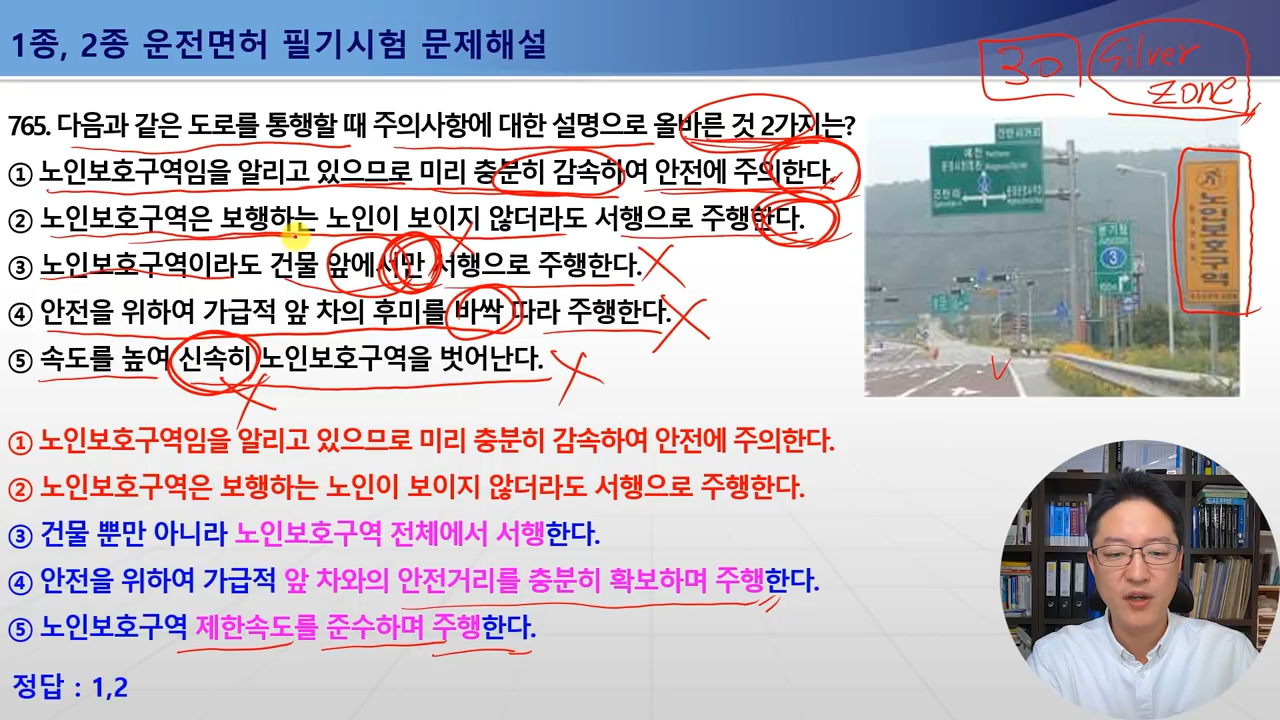 1종, 2종 운전면허 필기시험 문제해설
30 Silver
zone
765. 다음과 같은 도로를 통행할 때 주의사항에 대한 설명으로 올바른 것 2가지는?
① 노인보호구역임을 알리고 있으므로 미리 충분히 감속하여 안전에 주의한다.
② 노인보호구역은 보행하는 노인이 보이지 않더라도 서행으로 주행한다.
③ 노인보호구역이라도 건물 앞에서만 서행으로 주행한다.
④ 안전을 위하여 가급적 앞 차의 후미를 바싹 따라 주행한다.
⑤ 속도를 높여 신속히 노인보호구역을 벗어난다.
노인보호구역
3
① 노인보호구역임을 알리고 있으므로 미리 충분히 감속하여 안전에 주의한다.
② 노인보호구역은 보행하는 노인이 보이지 않더라도 서행으로 주행한다.
③ 건물 뿐만 아니라 노인보호구역 전체에서 서행한다.
④ 안전을 위하여 가급적 앞 차와의 안전거리를 충분히 확보하며 주행한다.
⑤ 노인보호구역 제한속도를 준수하며 주행한다.
정답 : 1,2